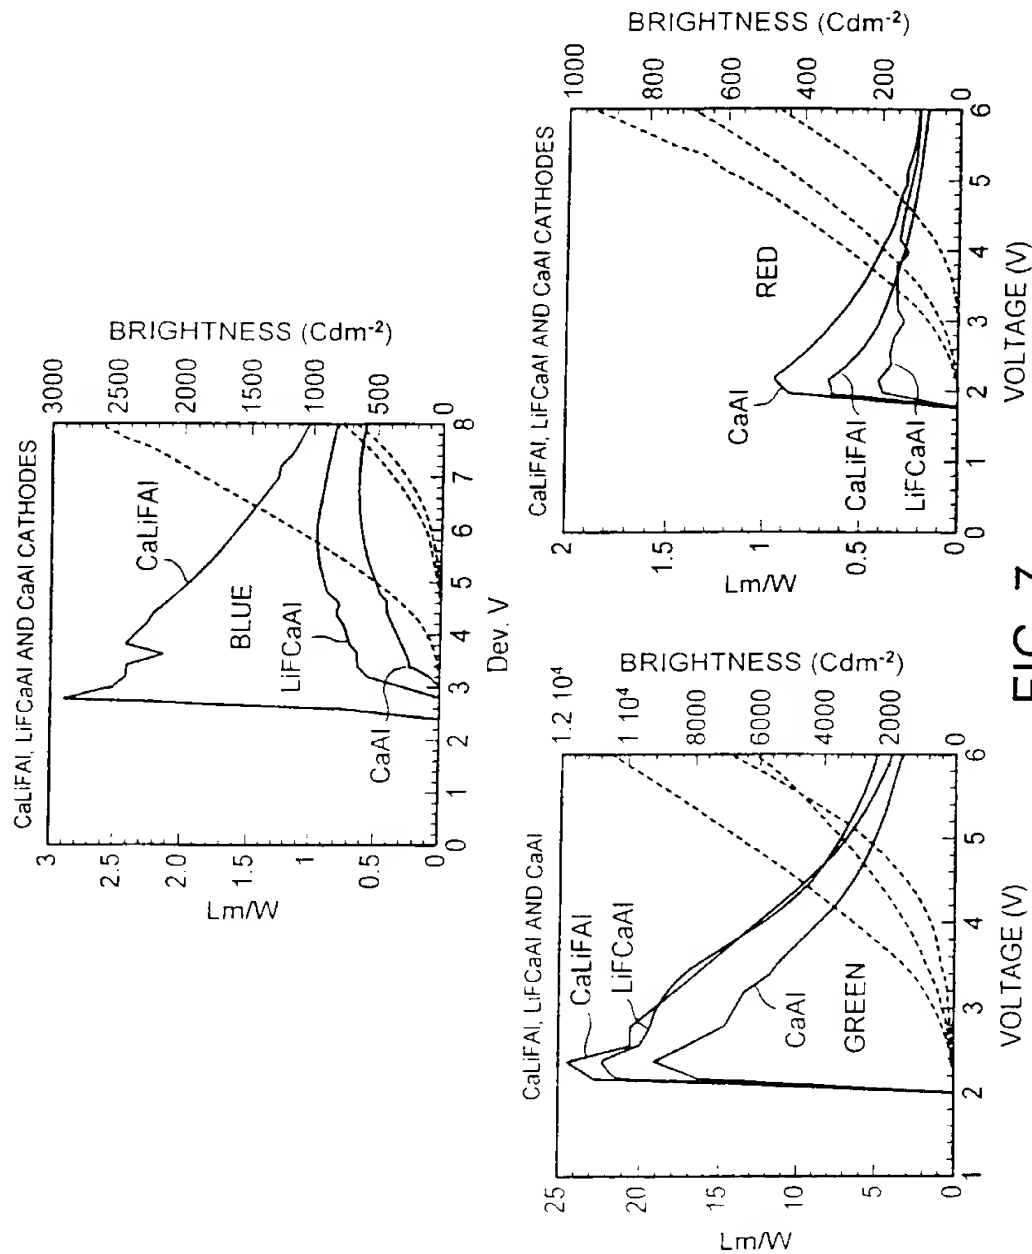 CaLiFAl, LiFCaAl AND CaAl CATHODES
BRIGHTNESS (Cdm-2)
3000
2500
2000
1500
1000
500
0
3
2.5
2.0
1.5
1
0.5
0
Lm/W
0
1
2
3
4
5
6
7
8
Dev. V
CaLiFAl
BLUE
LiFCaAl
CaAl
CaLiFAl, LiFCaAl AND CaAl
BRIGHTNESS (Cdm-2)
1.2 10⁴
1 10⁴
8000
6000
4000
2000
0
25
20
15
10
5
0
Lm/W
1
2
3
4
5
6
VOLTAGE (V)
CaLiFAl
LiFCaAl
CaAl
GREEN
CaLiFAl, LiFCaAl AND CaAl CATHODES
BRIGHTNESS (Cdm-2)
1000
800
600
400
200
0
2
1.5
1
0.5
0
Lm/W
0
1
2
3
4
5
6
VOLTAGE (V)
RED
CaAl
CaLiFAl
LiFCaAl